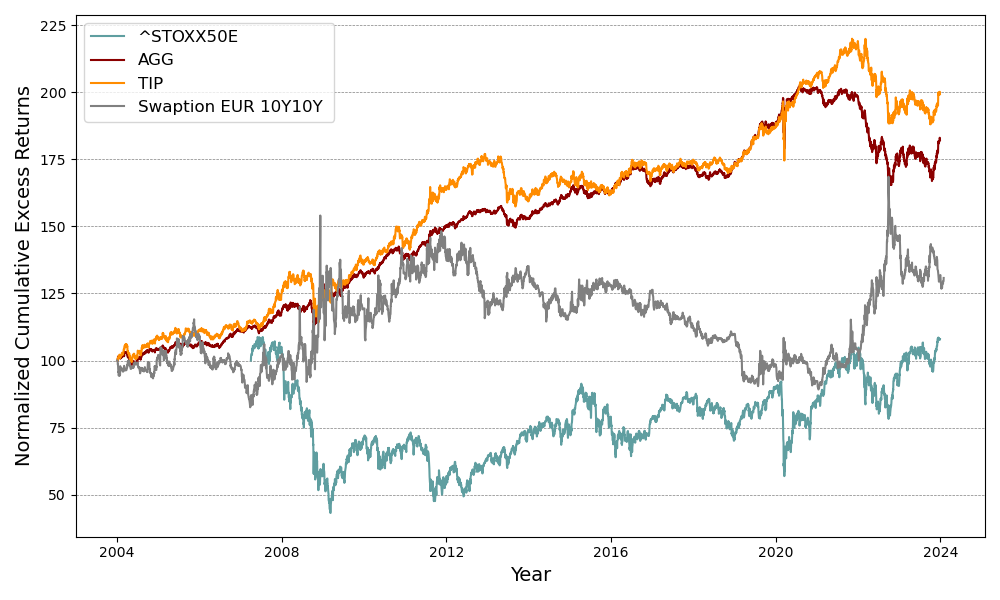 ^STOXX50E
AGG
TIP
Swaption EUR 10Y10Y
Normalized Cumulative Excess Returns
225
200
175
150
125
100
75
50
2004 2008 2012 2016 2020 2024
Year